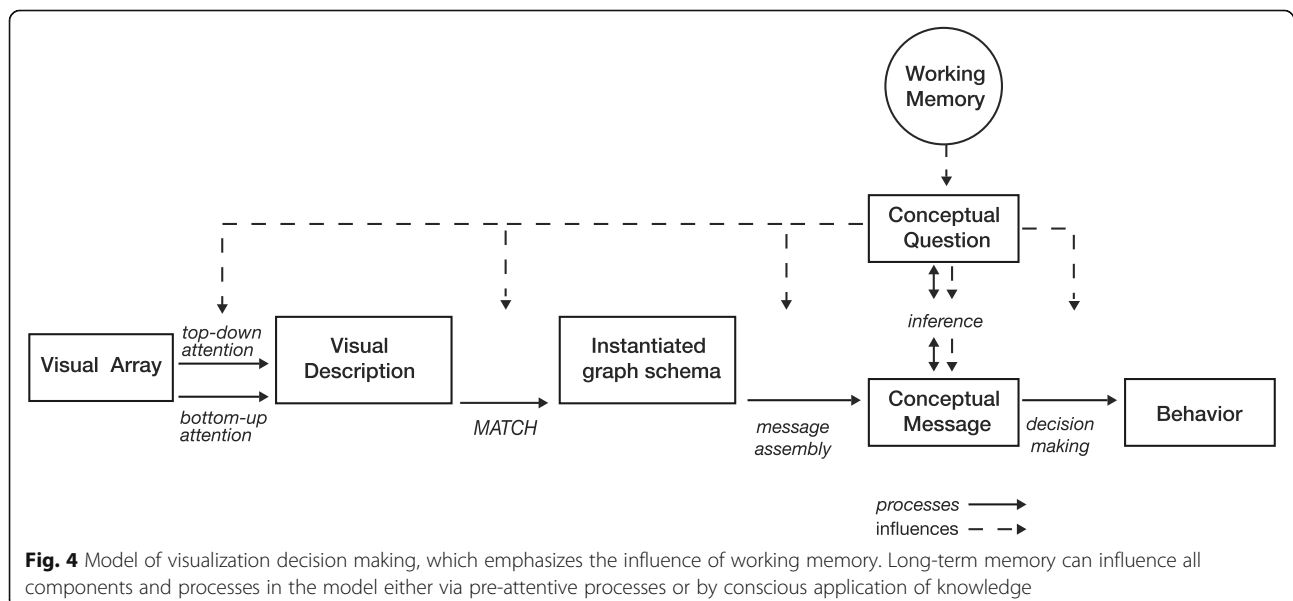 Working
Memory
Conceptual
Question
top-down
attention
Visual Array
bottom-up
attention
Visual
Description
MATCH
Instantiated
graph schema
message
assembly
inference
Conceptual
Message
decision
making
Behavior
processes
influences
Fig. 4 Model of visualization decision making, which emphasizes the influence of working memory. Long-term memory can influence all
components and processes in the model either via pre-attentive processes or by conscious application of knowledge